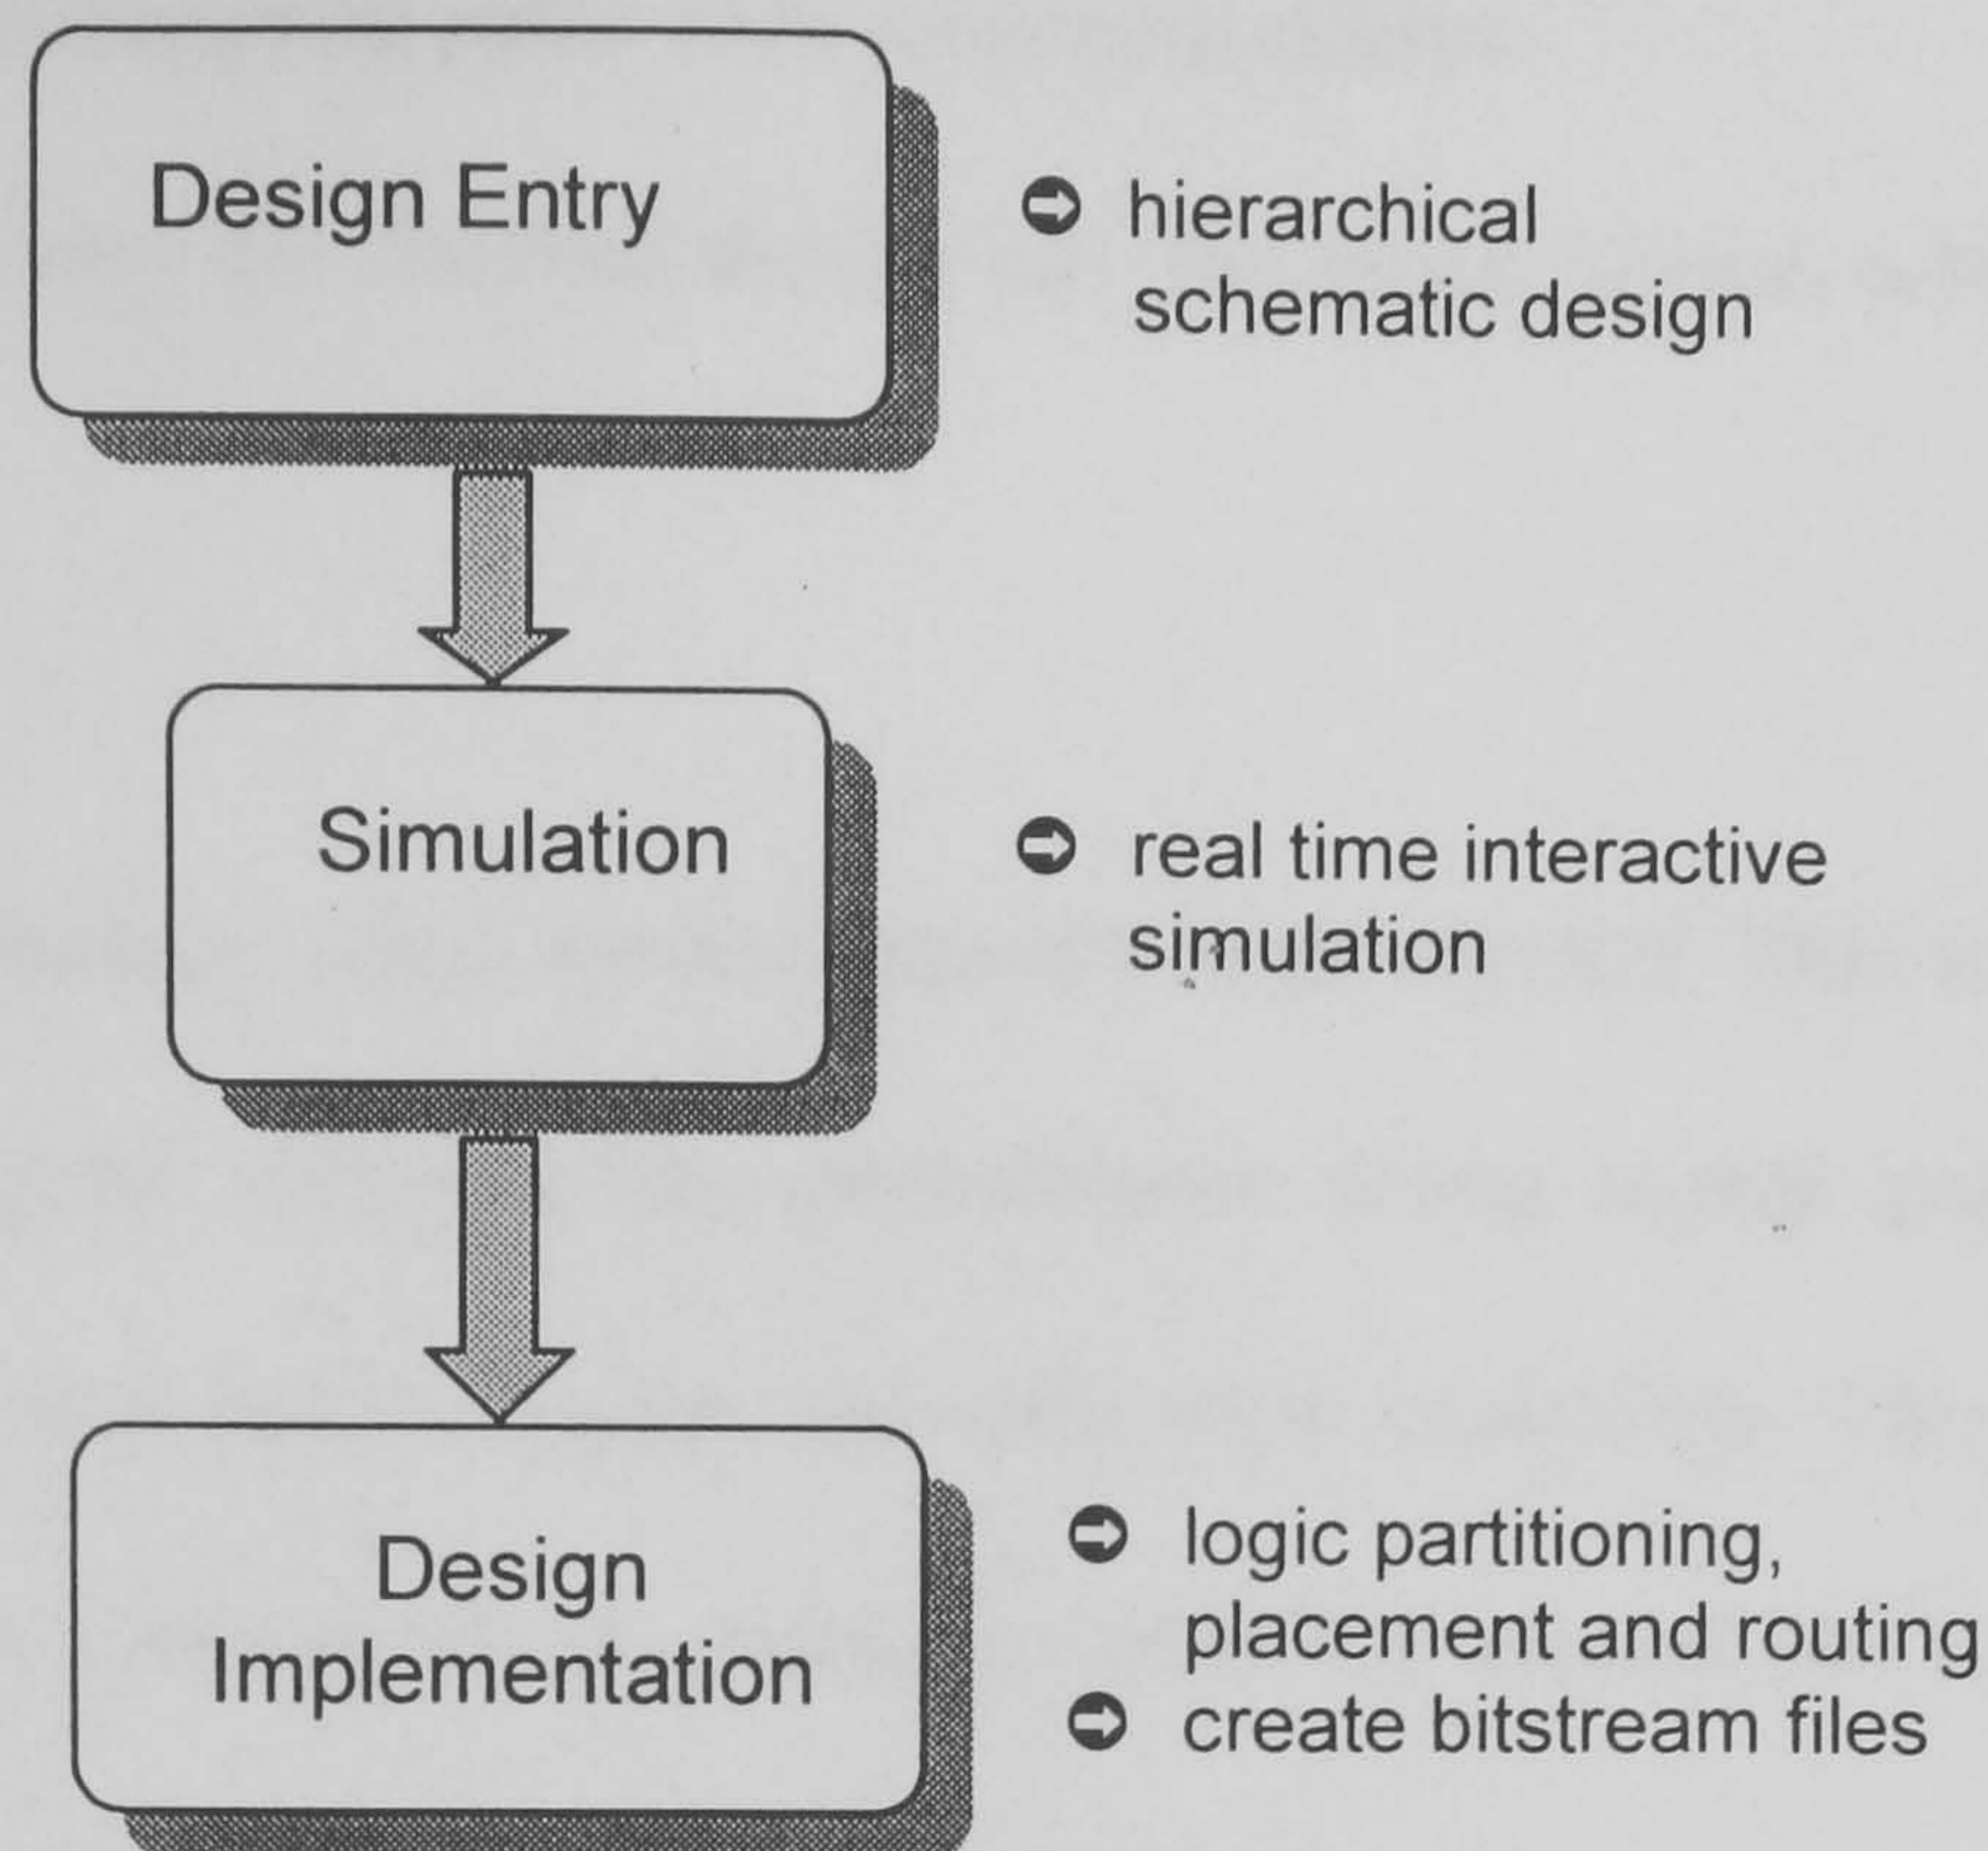 Design Entry
hierarchical
schematic design
Simulation
real time interactive
simulation
Design
Implementation
logic partitioning,
placement and routing
create bitstream files